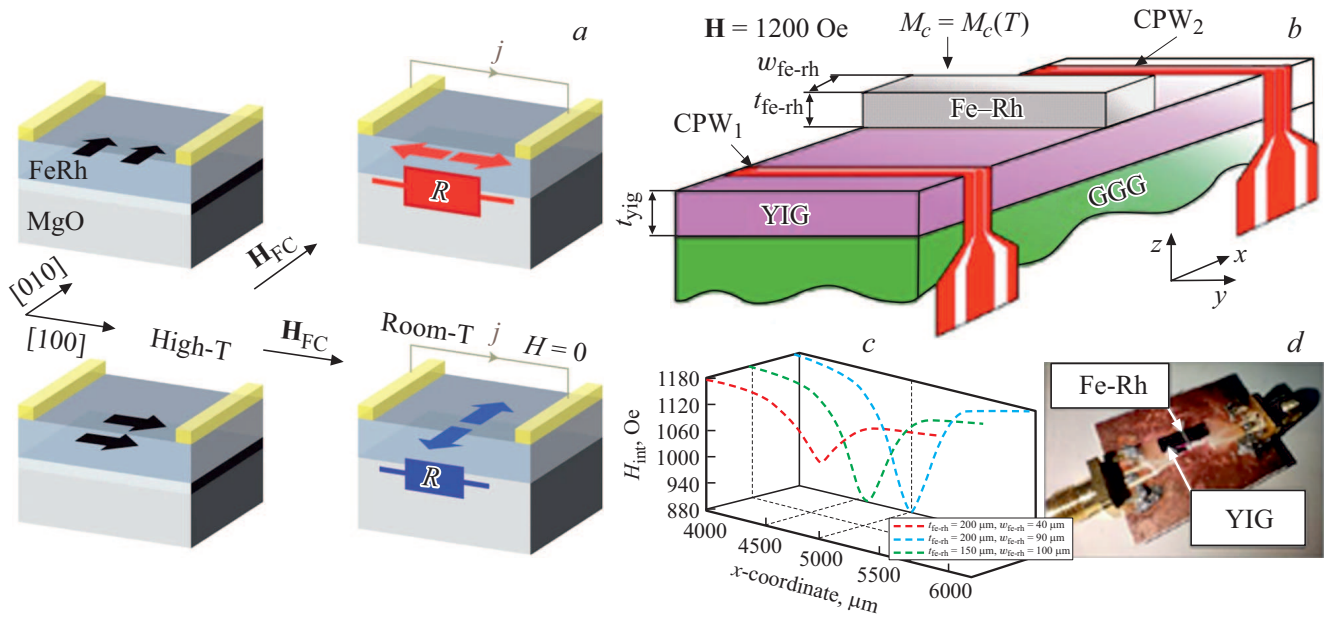 a
j
FeRh
MgO
R
H_FC
[010]
[100]
High-T
H_FC
Room-T
j
H = 0
R
b
H = 1200 Oe
M_c = M_c(T)
CPW_2
w_fe-rh
t_fe-rh
Fe–Rh
CPW_1
t_yig
YIG
GGG
z
x
y
c
1180
1120
1060
1000
940
880
H_int, Oe
4000
4500
5000
5500
6000
x-coordinate, μm
t_fe-rh = 200 μm, w_fe-rh = 40 μm
t_fe-rh = 200 μm, w_fe-rh = 90 μm
t_fe-rh = 150 μm, w_fe-rh = 100 μm
d
Fe-Rh
YIG